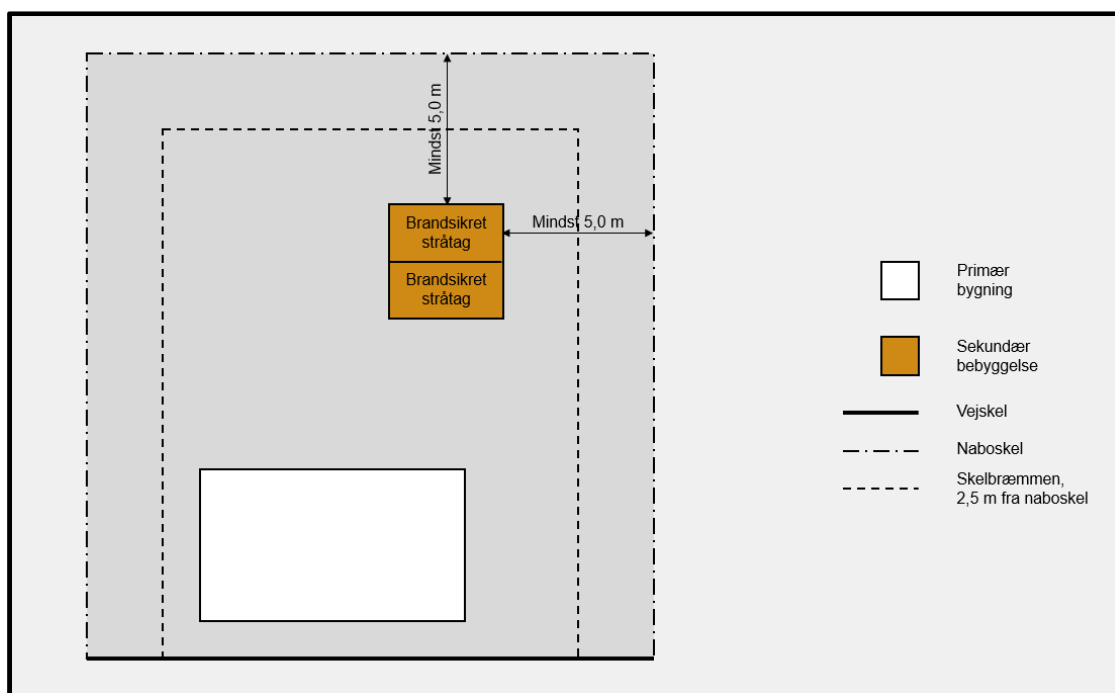 Mindst 5,0 m
Brandsikret
stråtag
Mindst 5,0 m
Brandsikret
stråtag
Primær
bygning
Sekundær
bebyggelse
Vejskel
Naboskel
Skelbræmmen,
2,5 m fra naboskel